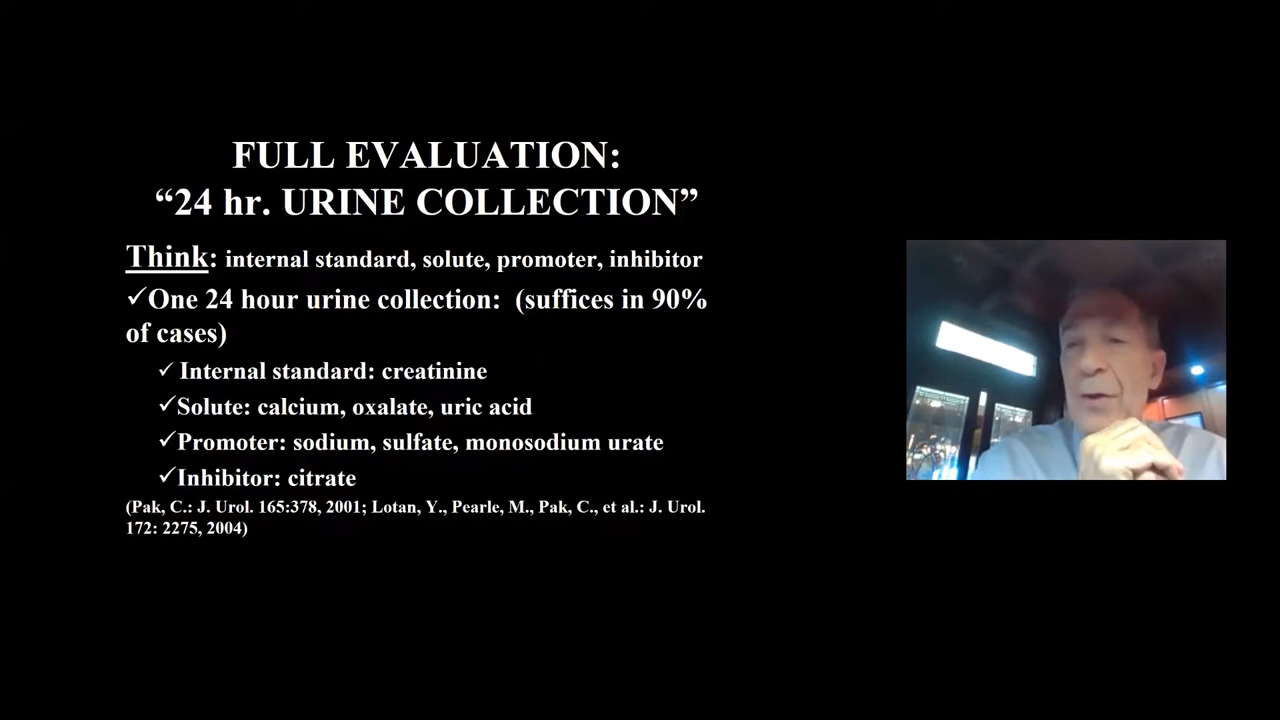 FULL EVALUATION:
“24 hr. URINE COLLECTION”
Think: internal standard, solute, promoter, inhibitor
✓One 24 hour urine collection: (suffices in 90%
of cases)
✓ Internal standard: creatinine
✓Solute: calcium, oxalate, uric acid
✓Promoter: sodium, sulfate, monosodium urate
✓Inhibitor: citrate
(Pak, C.: J. Urol. 165:378, 2001; Lotan, Y., Pearle, M., Pak, C., et al.: J. Urol.
172: 2275, 2004)